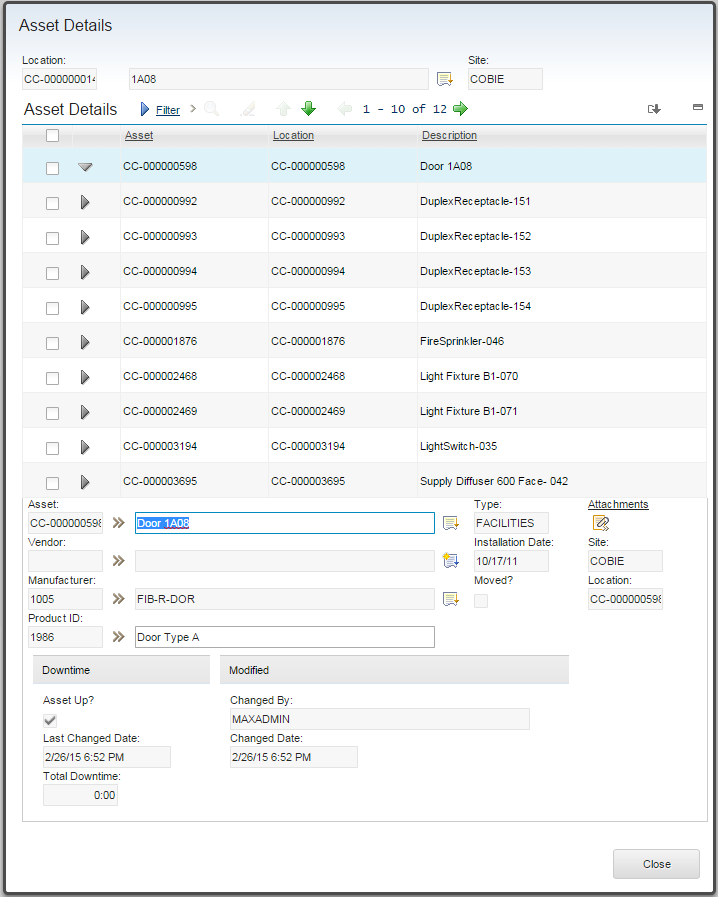 Asset Details
Location: Site:
CC-00000001 1A08 COBIE
Asset Details Filter 1 - 10 of 12
Asset Location Description
CC-000000598 CC-000000598 Door 1A08
CC-000000992 CC-000000992 DuplexReceptacle-151
CC-000000993 CC-000000993 DuplexReceptacle-152
CC-000000994 CC-000000994 DuplexReceptacle-153
CC-000000995 CC-000000995 DuplexReceptacle-154
CC-000001876 CC-000001876 FireSprinkler-046
CC-000002468 CC-000002468 Light Fixture B1-070
CC-000002469 CC-000002469 Light Fixture B1-071
CC-000003194 CC-000003194 LightSwitch-035
CC-000003695 CC-000003695 Supply Diffuser 600 Face- 042
Asset: Type: Attachments
CC-000000598 Door 1A08 FACILITIES
Vendor: Installation Date: Site:
10/17/11 COBIE
Manufacturer: Moved? Location:
1005 FIB-R-DOR CC-000000598
Product ID:
1986 Door Type A
Downtime Modified
Asset Up? Changed By:
MAXADMIN
Last Changed Date: Changed Date:
2/26/15 6:52 PM 2/26/15 6:52 PM
Total Downtime:
0:00
Close